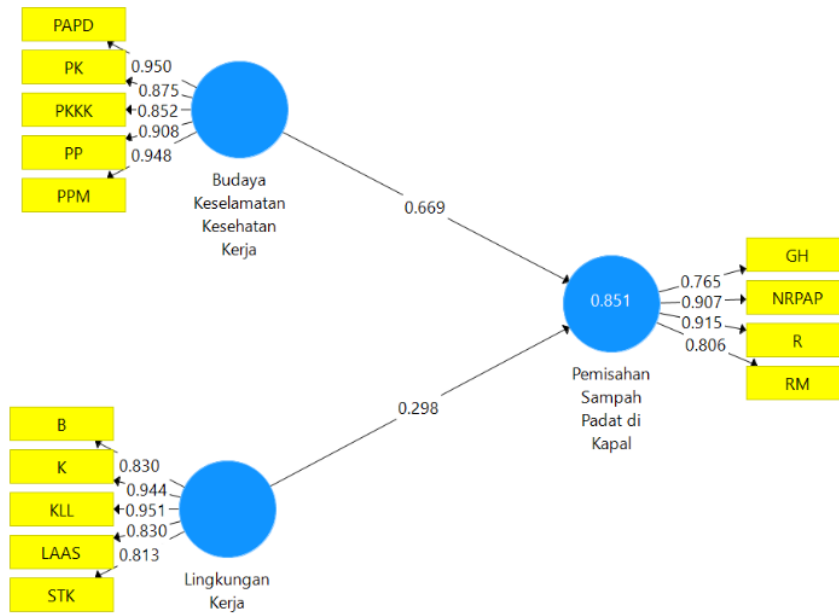 PAPD
PK
PKKK
PP
PPM
0.950
0.875
0.852
0.908
0.948
Budaya
Keselamatan
Kesehatan
Kerja
0.669
B
K
KLL
LAAS
STK
0.830
0.944
0.951
0.830
0.813
Lingkungan
Kerja
0.298
0.851
Pemisahan
Sampah
Padat di
Kapal
0.765
0.907
0.915
0.806
GH
NRPAP
R
RM